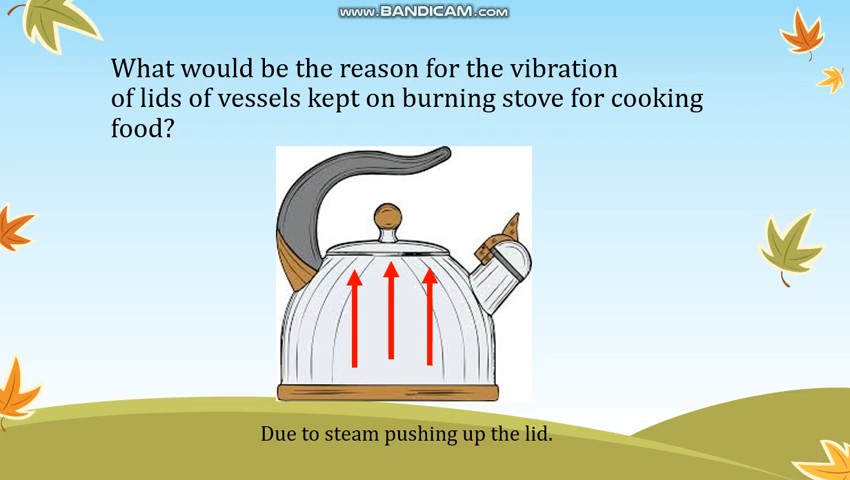 www.BANDICAM.com
What would be the reason for the vibration
of lids of vessels kept on burning stove for cooking
food?
Due to steam pushing up the lid.